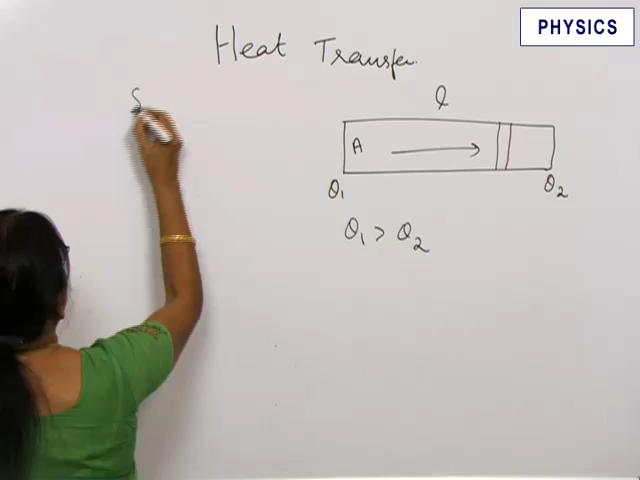 PHYSICS
Heat Transfer.
S
l
A
θ1
θ2
θ1 > θ2